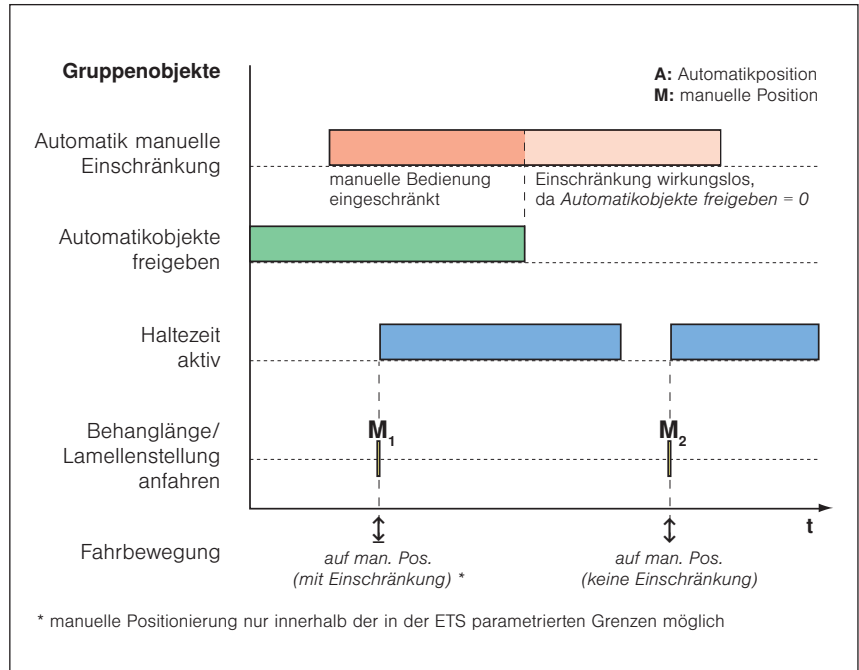 Gruppenobjekte
A: Automatikposition
M: manuelle Position
Automatik manuelle
Einschränkung
manuelle Bedienung
eingeschränkt
Einschränkung wirkungslos,
da Automatikobjekte freigeben = 0
Automatikobjekte
freigeben
Haltezeit
aktiv
Behanglänge/
Lamellenstellung
anfahren
M1
M2
t
Fahrbewegung
auf man. Pos.
(mit Einschränkung) *
auf man. Pos.
(keine Einschränkung)
* manuelle Positionierung nur innerhalb der in der ETS parametrierten Grenzen möglich